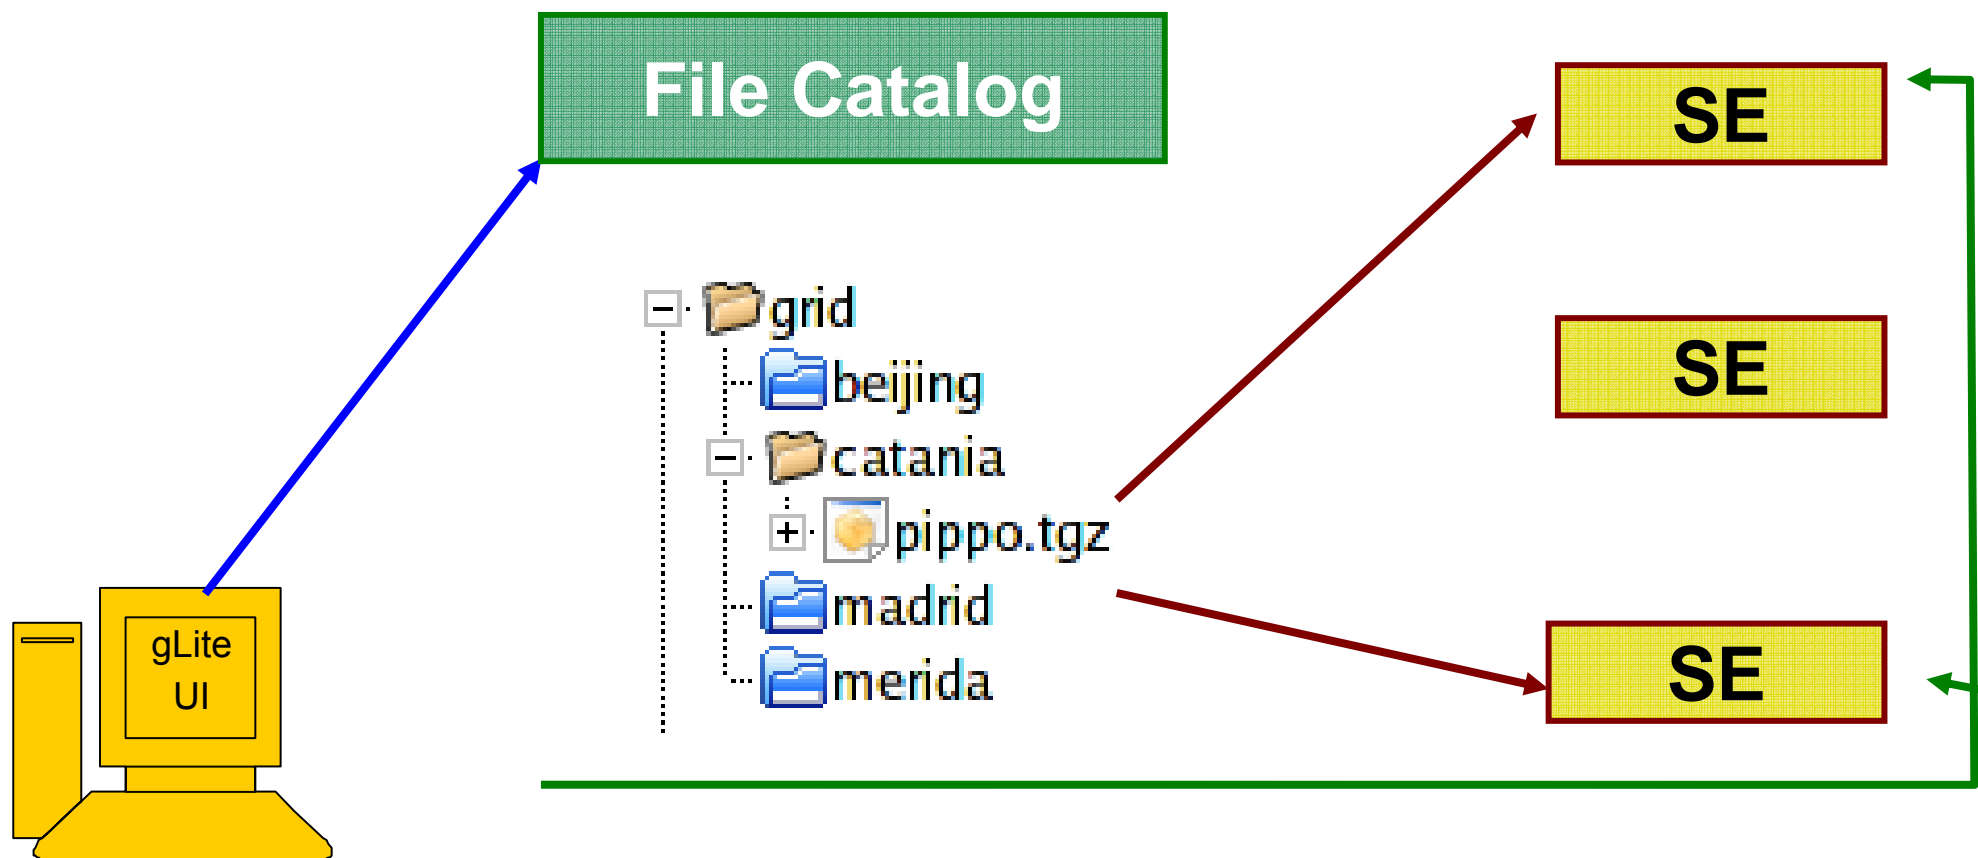 File Catalog
SE
grid
beijing
SE
catania
pippo.tgz
madrid
merida
SE
gLite
UI